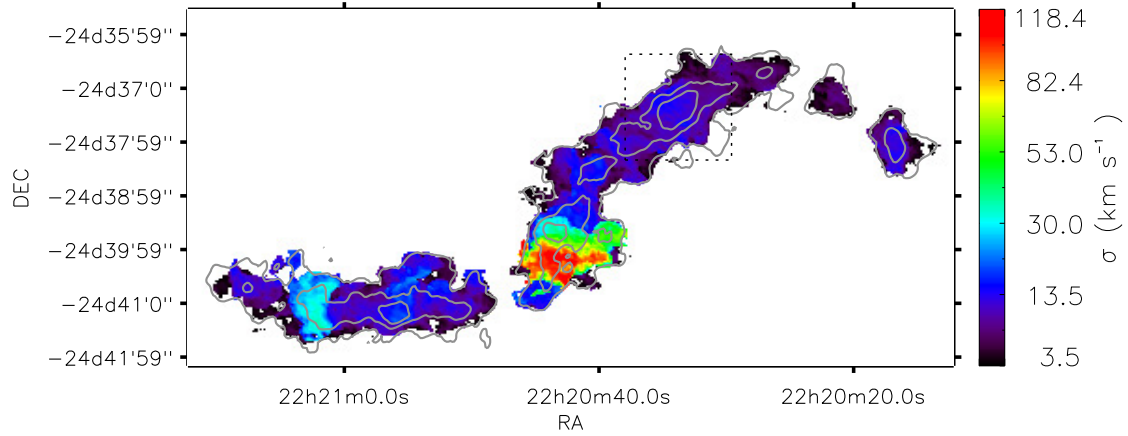 −24d35'59"
−24d37'0"
−24d37'59"
−24d38'59"
−24d39'59"
−24d41'0"
−24d41'59"
DEC
22h21m0.0s
22h20m40.0s
22h20m20.0s
RA
118.4
82.4
53.0
30.0
13.5
3.5
σ (km s⁻¹ )